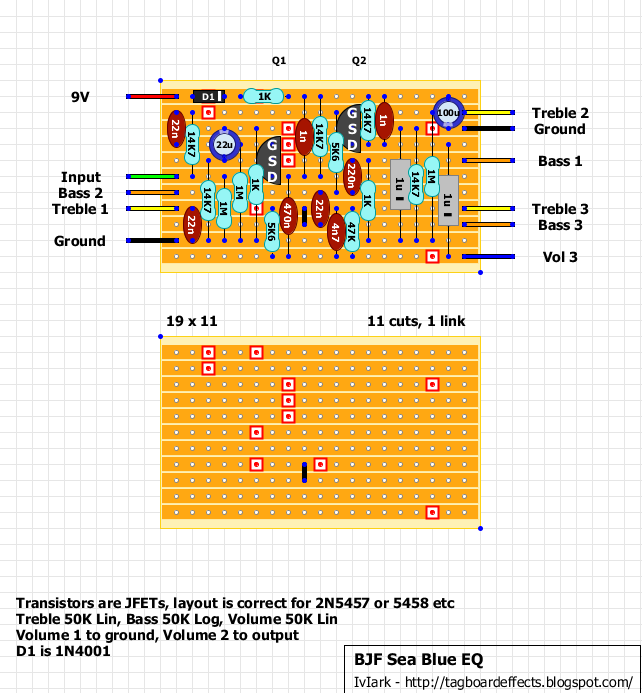 Q1 Q2
9V
D1
1K
22n
14K7
22u
G
S
D
1n
14K7
5K6
G
S
D
14K7
1n
100u
Treble 2
Ground
Input
Bass 2
Treble 1
Ground
14K7
1M
1M
1K
22n
5K6
470n
22n
4n7
47K
220n
1K
1u
14K7
1M
1u
Bass 1
Treble 3
Bass 3
Vol 3
19 x 11 11 cuts, 1 link
Transistors are JFETs, layout is correct for 2N5457 or 5458 etc
Treble 50K Lin, Bass 50K Log, Volume 50K Lin
Volume 1 to ground, Volume 2 to output
D1 is 1N4001
BJF Sea Blue EQ
IvIark - http://tagboardeffects.blogspot.com/